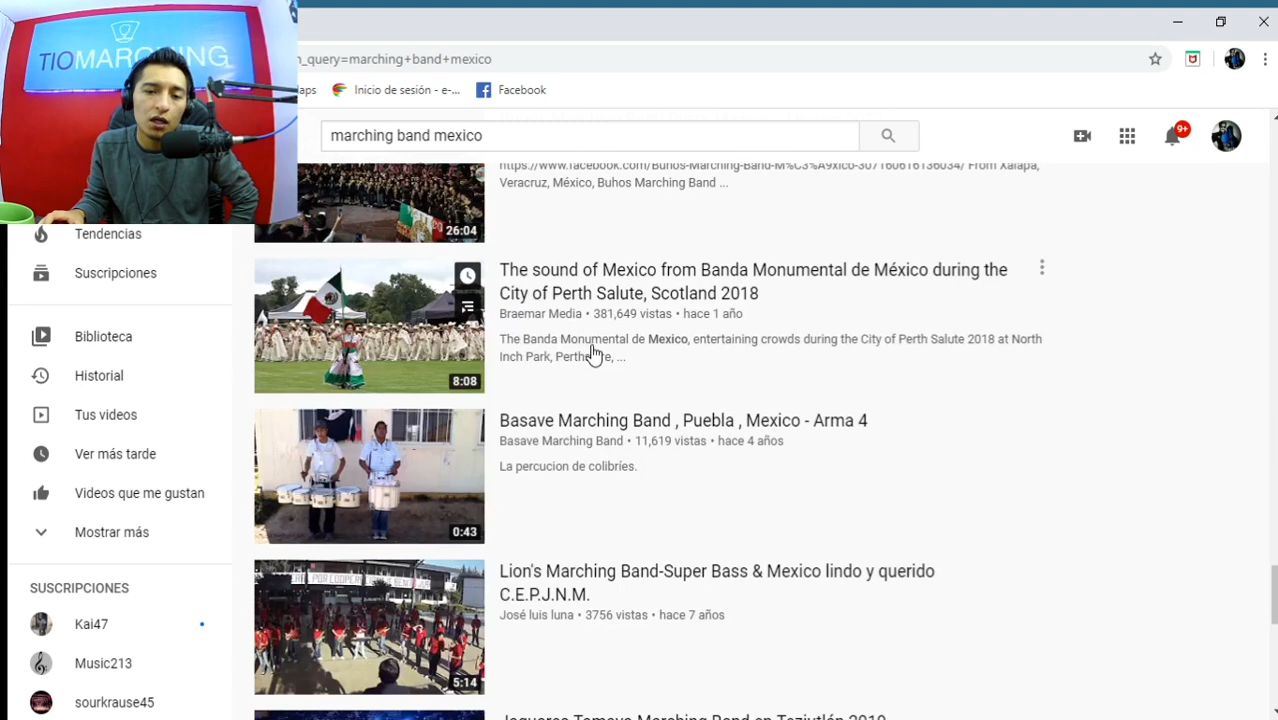 TIOMARCHING
n_query=marching+band+mexico
aps
Inicio de sesión - e-...
Facebook
marching band mexico
9+
https://www.facebook.com/Buhos-Marching-Band-M%C3%A9xico-307160616136034/ From Xalapa,
Veracruz, México, Buhos Marching Band ...
26:04
Tendencias
Suscripciones
The sound of Mexico from Banda Monumental de México during the
City of Perth Salute, Scotland 2018
Braemar Media • 381,649 vistas • hace 1 año
The Banda Monumental de Mexico, entertaining crowds during the City of Perth Salute 2018 at North
Inch Park, Perthshire, ...
8:08
Biblioteca
Historial
Tus videos
Ver más tarde
Videos que me gustan
Mostrar más
Basave Marching Band , Puebla , Mexico - Arma 4
Basave Marching Band • 11,619 vistas • hace 4 años
La percucion de colibríes.
0:43
SUSCRIPCIONES
Kai47
Music213
sourkrause45
Lion's Marching Band-Super Bass & Mexico lindo y querido
C.E.P.J.N.M.
José luis luna • 3756 vistas • hace 7 años
5:14